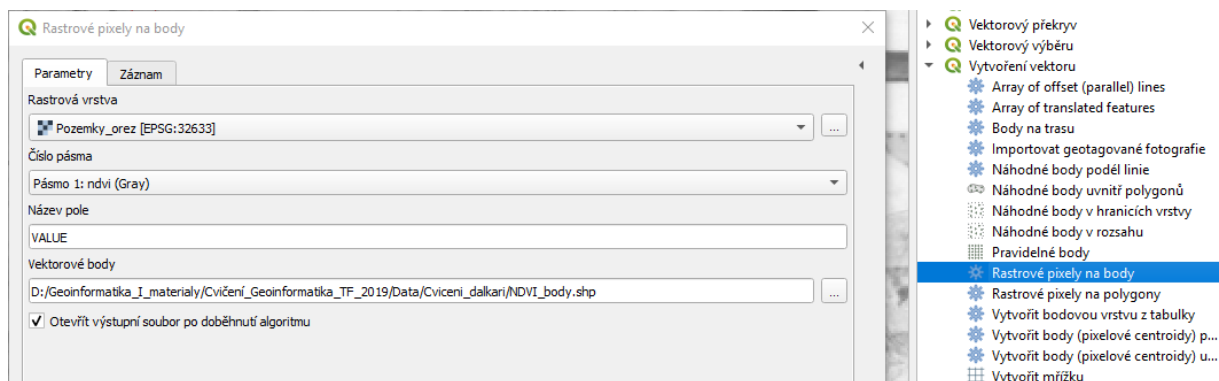 Rastrové pixely na body
Parametry
Záznam
Rastrová vrstva
Pozemky_orez [EPSG:32633]
...
Číslo pásma
Pásmo 1: ndvi (Gray)
Název pole
VALUE
Vektorové body
D:/Geoinformatika_I_materialy/Cvičení_Geoinformatika_TF_2019/Data/Cviceni_dalkari/NDVI_body.shp
...
Otevřít výstupní soubor po doběhnutí algoritmu
Vektorový překryv
Vektorový výběru
Vytvoření vektoru
Array of offset (parallel) lines
Array of translated features
Body na trasu
Importovat geotagované fotografie
Náhodné body podél linie
Náhodné body uvnitř polygonů
Náhodné body v hranicích vrstvy
Náhodné body v rozsahu
Pravidelné body
Rastrové pixely na body
Rastrové pixely na polygony
Vytvořit bodovou vrstvu z tabulky
Vytvořit body (pixelové centroidy) p...
Vytvořit body (pixelové centroidy) u...
Vytvořit mřížku